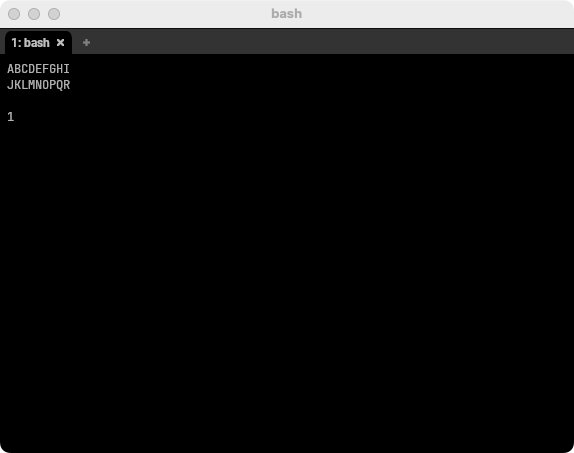 bash
1: bash × +
ABCDEFGHI
JKLMNOPQR
1